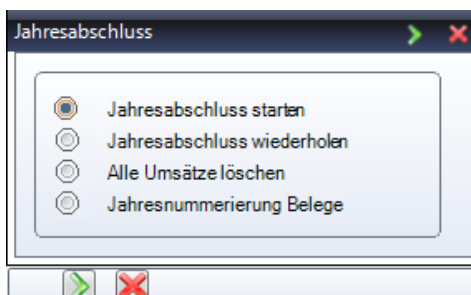 Jahresabschluss
Jahresabschluss starten
Jahresabschluss wiederholen
Alle Umsätze löschen
Jahresnummerierung Belege